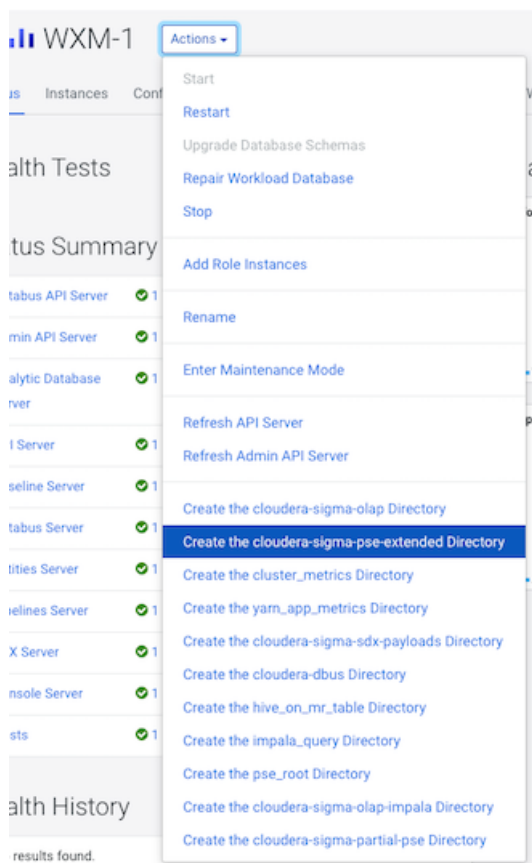 WXM-1
Actions
Instances
Start
Restart
Upgrade Database Schemas
Repair Workload Database
Stop
Add Role Instances
Rename
Enter Maintenance Mode
Refresh API Server
Refresh Admin API Server
Create the cloudera-sigma-olap Directory
Create the cloudera-sigma-pse-extended Directory
Create the cluster_metrics Directory
Create the yarn_app_metrics Directory
Create the cloudera-sigma-sdx-payloads Directory
Create the cloudera-dbus Directory
Create the hive_on_mr_table Directory
Create the impala_query Directory
Create the pse_root Directory
Create the cloudera-sigma-olap-impala Directory
Create the cloudera-sigma-partial-pse Directory
alth Tests
tus Summary
tabus API Server 1
min API Server 1
alytic Database 1
rver
I Server 1
seline Server 1
tabus Server 1
tities Server 1
pelines Server 1
X Server 1
nsole Server 1
sts 1
alth History
results found.